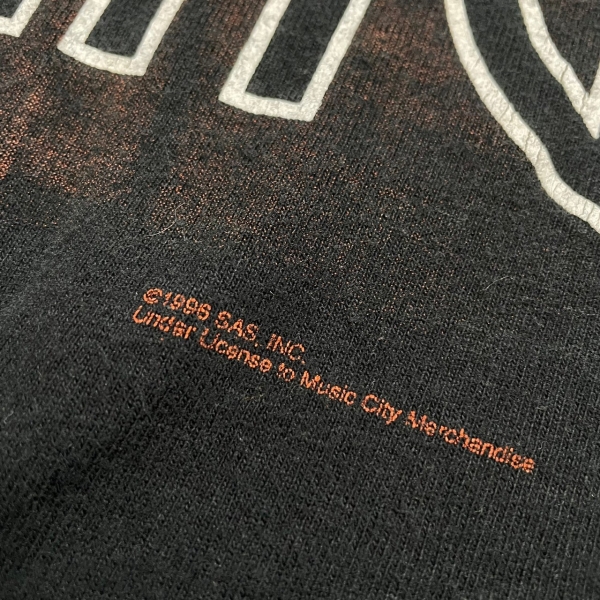 ©1996 SAS, INC.
Under License to Music City Merchandise